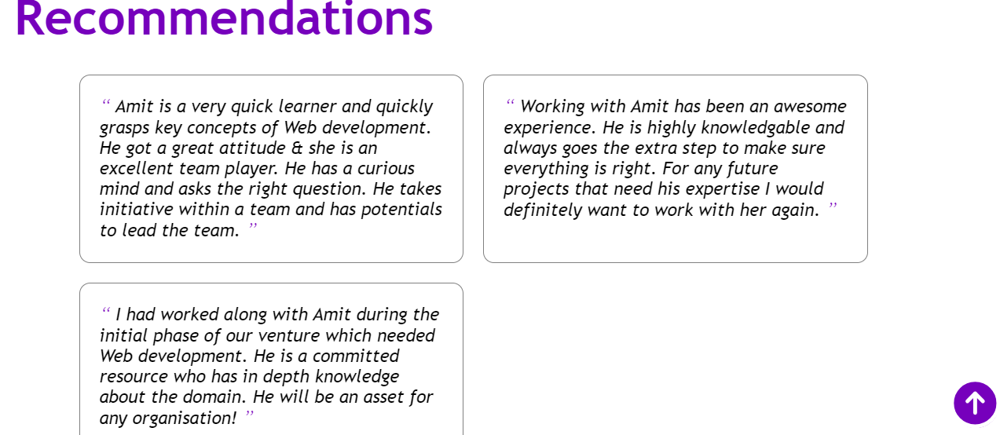 Recommendations
“ Amit is a very quick learner and quickly
grasps key concepts of Web development.
He got a great attitude & she is an
excellent team player. He has a curious
mind and asks the right question. He takes
initiative within a team and has potentials
to lead the team. ”
“ Working with Amit has been an awesome
experience. He is highly knowledgable and
always goes the extra step to make sure
everything is right. For any future
projects that need his expertise I would
definitely want to work with her again. ”
“ I had worked along with Amit during the
initial phase of our venture which needed
Web development. He is a committed
resource who has in depth knowledge
about the domain. He will be an asset for
any organisation! ”